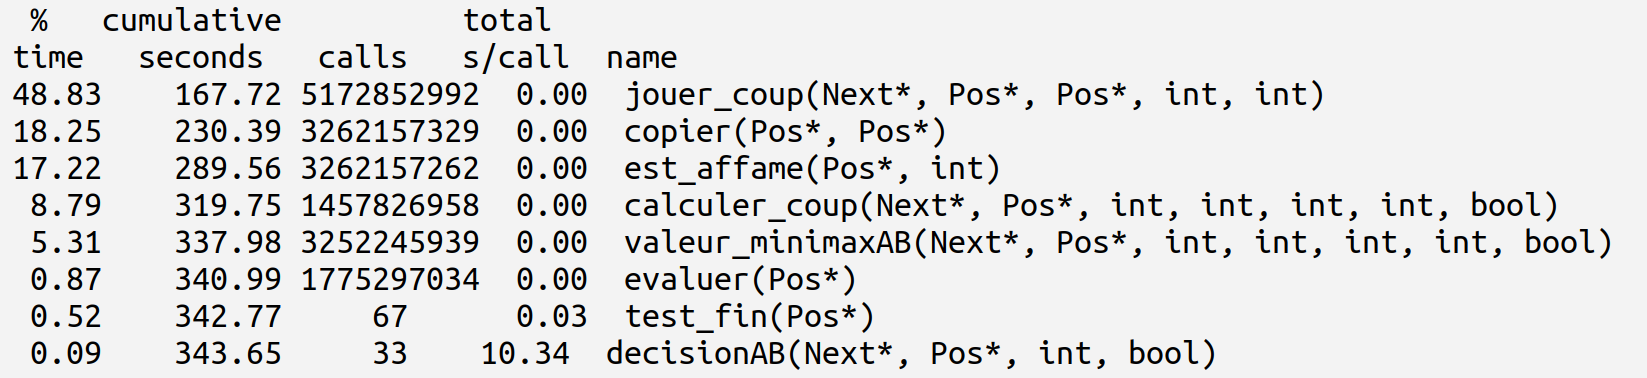 % cumulative total
time seconds calls s/call name
48.83 167.72 5172852992 0.00 jouer_coup(Next*, Pos*, Pos*, int, int)
18.25 230.39 3262157329 0.00 copier(Pos*, Pos*)
17.22 289.56 3262157262 0.00 est_affame(Pos*, int)
8.79 319.75 1457826958 0.00 calculer_coup(Next*, Pos*, int, int, int, int, bool)
5.31 337.98 3252245939 0.00 valeur_minimaxAB(Next*, Pos*, int, int, int, int, bool)
0.87 340.99 1775297034 0.00 evaluer(Pos*)
0.52 342.77 67 0.03 test_fin(Pos*)
0.09 343.65 33 10.34 decisionAB(Next*, Pos*, int, bool)